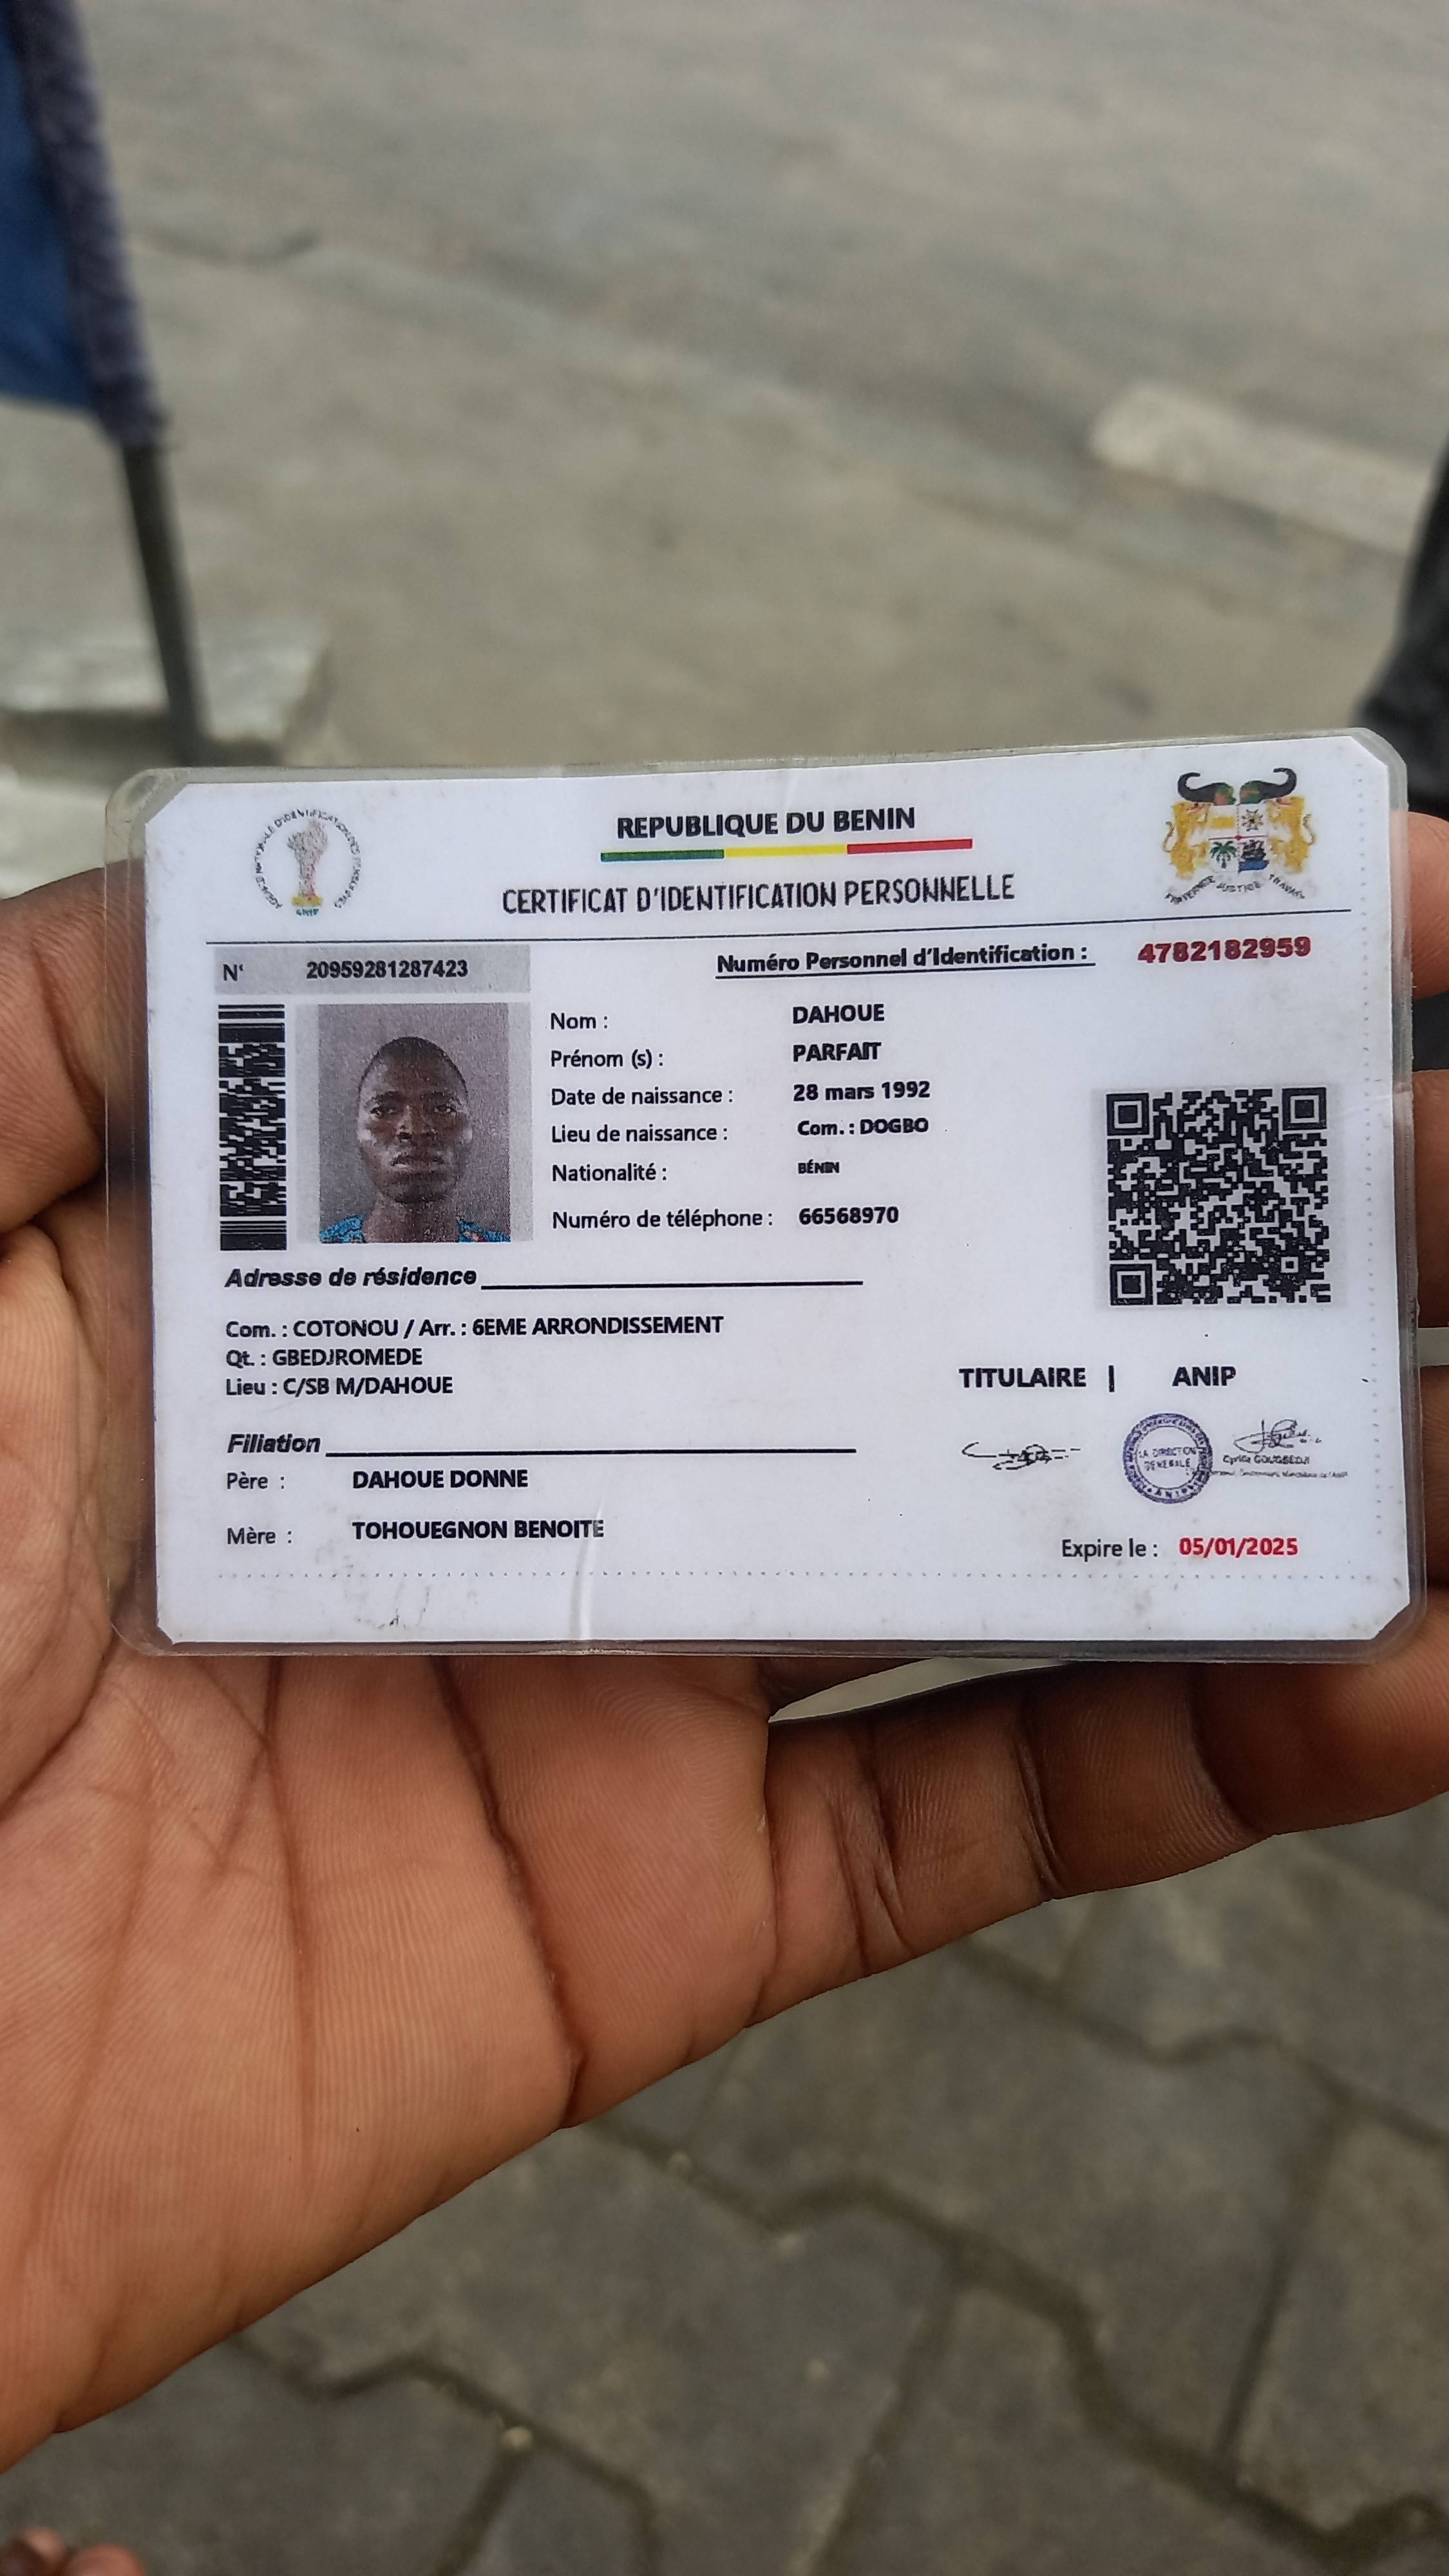 REPUBLIQUE DU BENIN
CERTIFICAT D'IDENTIFICATION PERSONNELLE
AGENCE NATIONALE D'IDENTIFICATION DES PERSONNES
ANIP
FRATERNITE JUSTICE TRAVAIL
N° 20959281287423
Numéro Personnel d'Identification : 4782182959
Nom : DAHOUE
Prénom (s) : PARFAIT
Date de naissance : 28 mars 1992
Lieu de naissance : Com. : DOGBO
Nationalité : BÉNIN
Numéro de téléphone : 66568970
Adresse de résidence
Com. : COTONOU / Arr. : 6EME ARRONDISSEMENT
Qt. : GBEDJROMEDE
Lieu : C/SB M/DAHOUE
TITULAIRE | ANIP
Filiation
Père : DAHOUE DONNE
Mère : TOHOUEGNON BENOITE
LA DIRECTION
GENERALE
ANIP
Cyrille GOUGBEDJI
Expire le : 05/01/2025